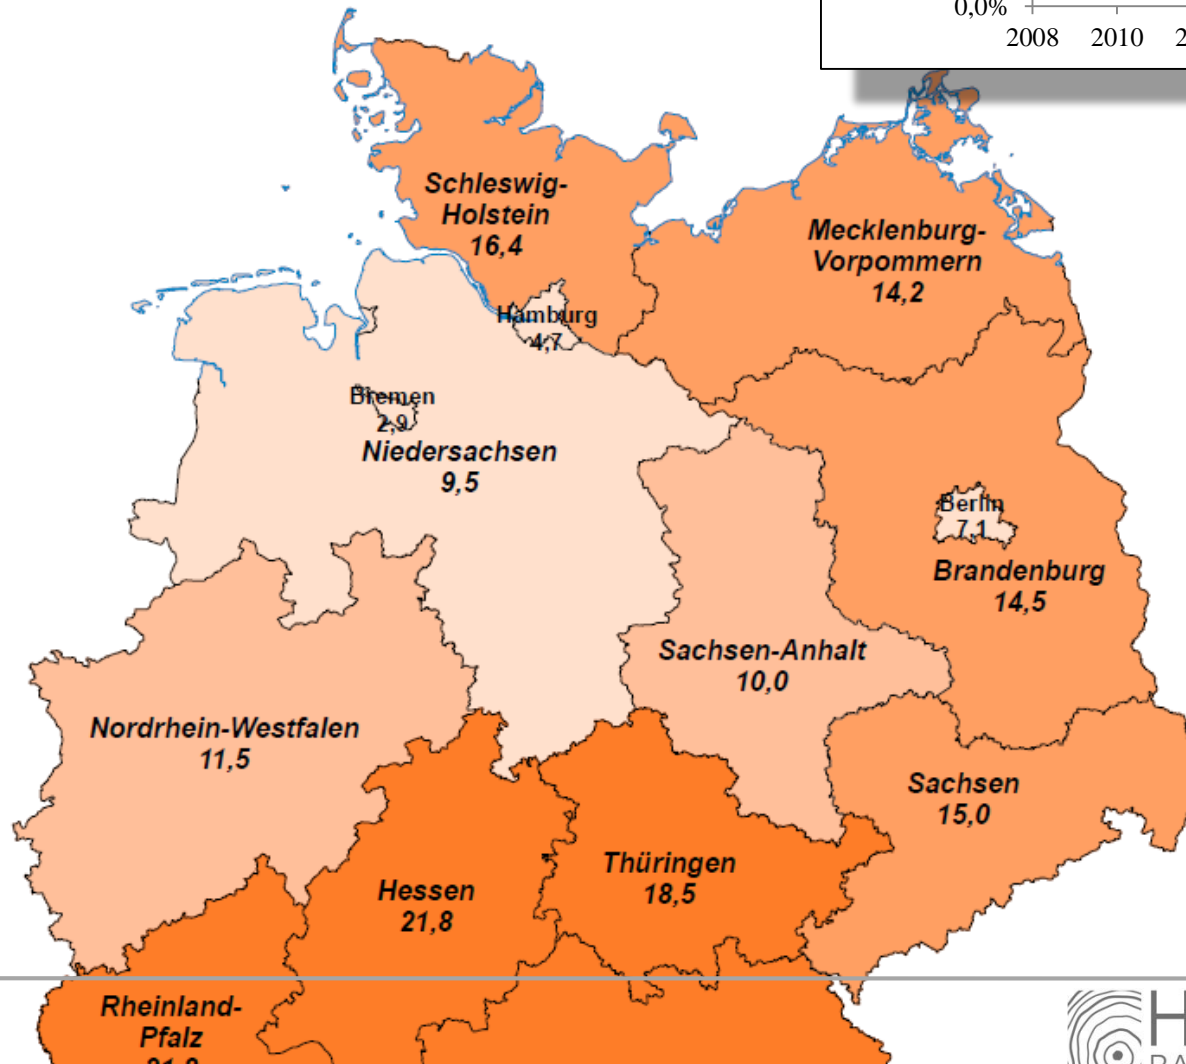 0,0%
2008 2010
Schleswig-
Holstein
16,4
Mecklenburg-
Vorpommern
14,2
Hamburg
4,7
Bremen
2,9
Niedersachsen
9,5
Berlin
7,1
Brandenburg
14,5
Sachsen-Anhalt
10,0
Nordrhein-Westfalen
11,5
Sachsen
15,0
Thüringen
18,5
Hessen
21,8
Rheinland-
Pfalz
H